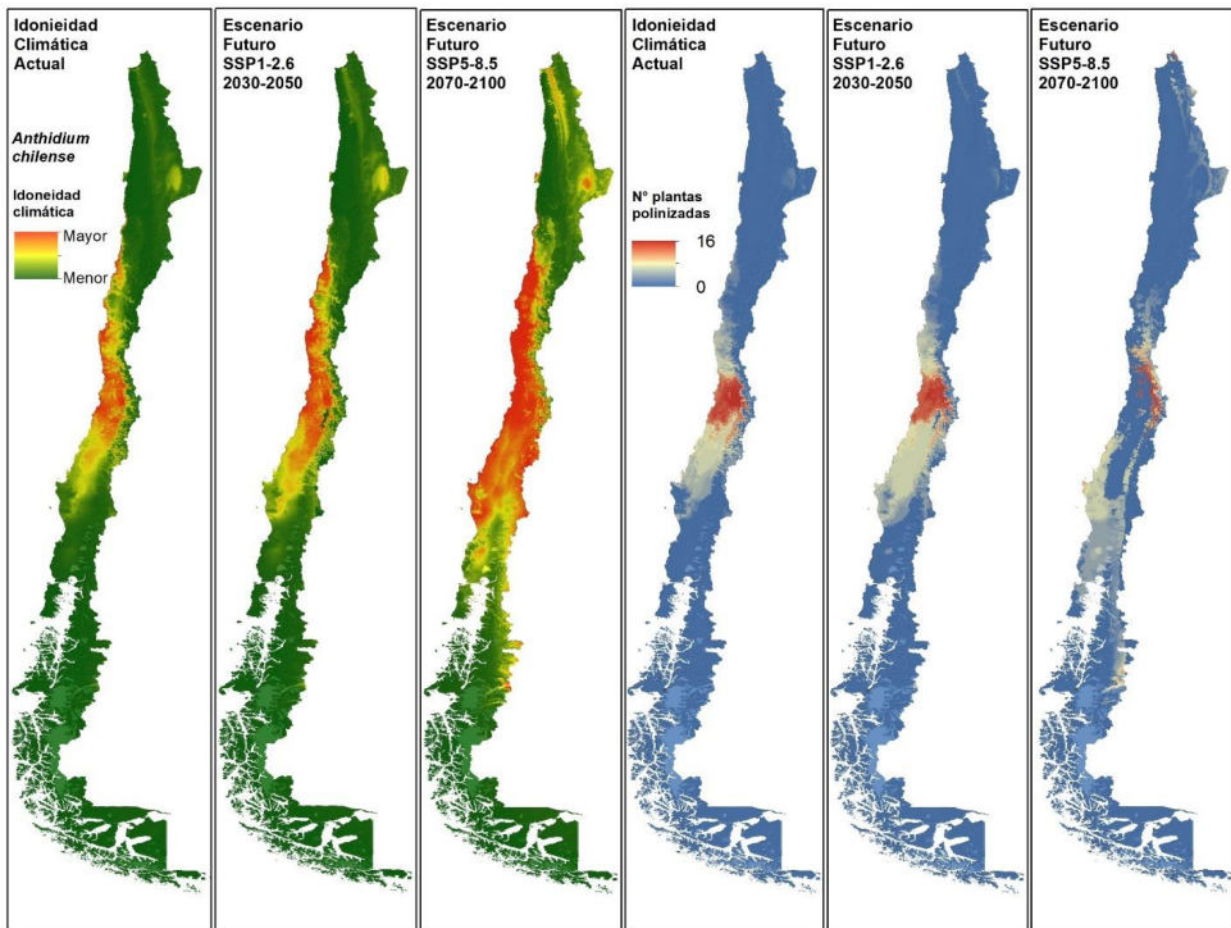 Idonieidad
Climática
Actual
Anthidium
chilense
Idoneidad
climática
Mayor
Menor
Escenario
Futuro
SSP1-2.6
2030-2050
Escenario
Futuro
SSP5-8.5
2070-2100
Idonieidad
Climática
Actual
N° plantas
polinizadas
16
0
Escenario
Futuro
SSP1-2.6
2030-2050
Escenario
Futuro
SSP5-8.5
2070-2100